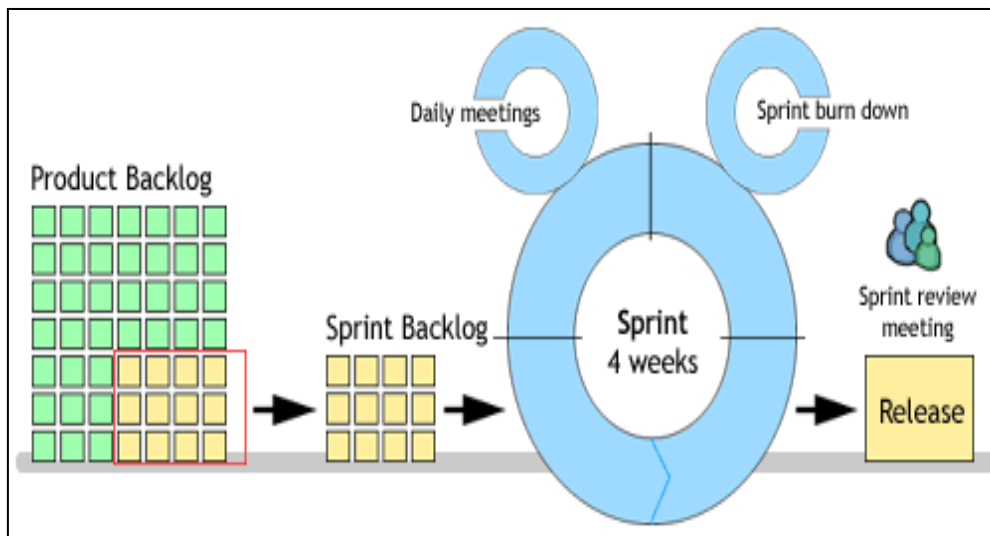 Daily meetings
Sprint burn down
Product Backlog
Sprint Backlog
Sprint
4 weeks
Sprint review
meeting
Release